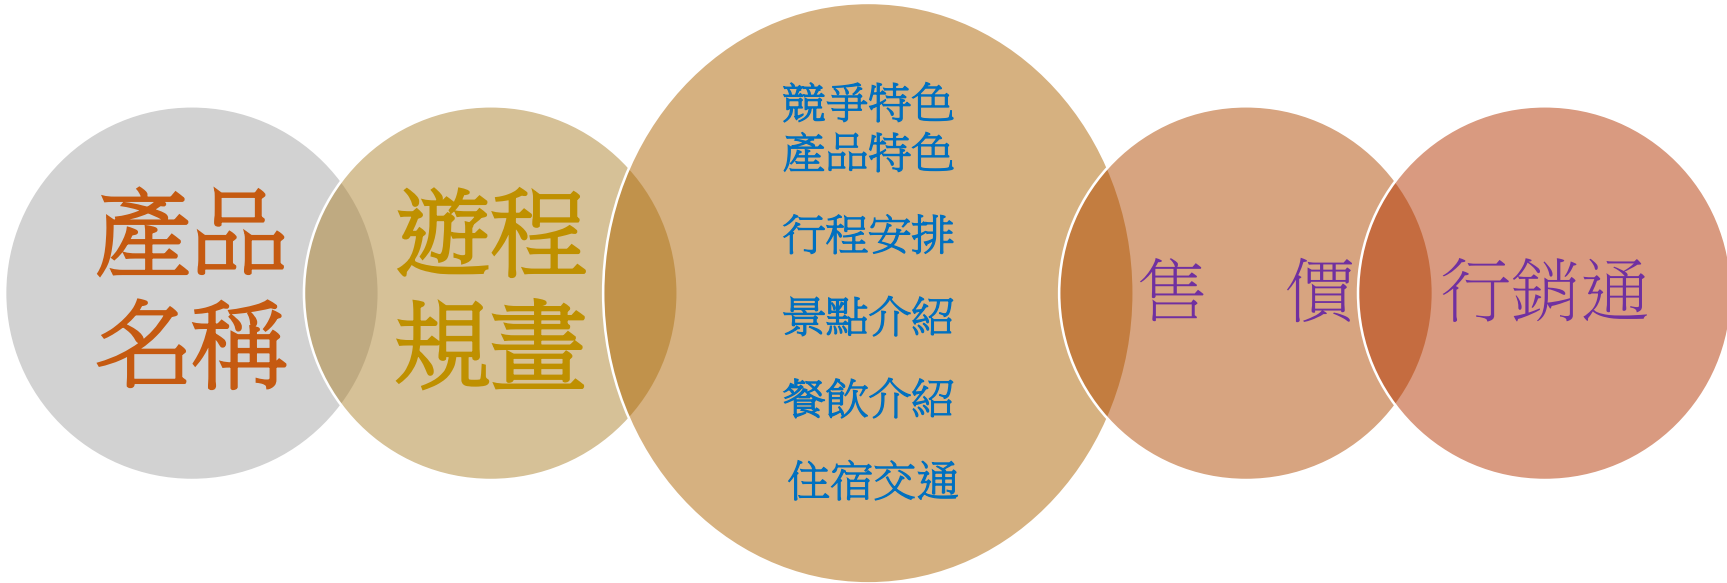 產品
名稱
遊程
規畫
競爭特色
產品特色
行程安排
景點介紹
餐飲介紹
住宿交通
售 價
行銷通